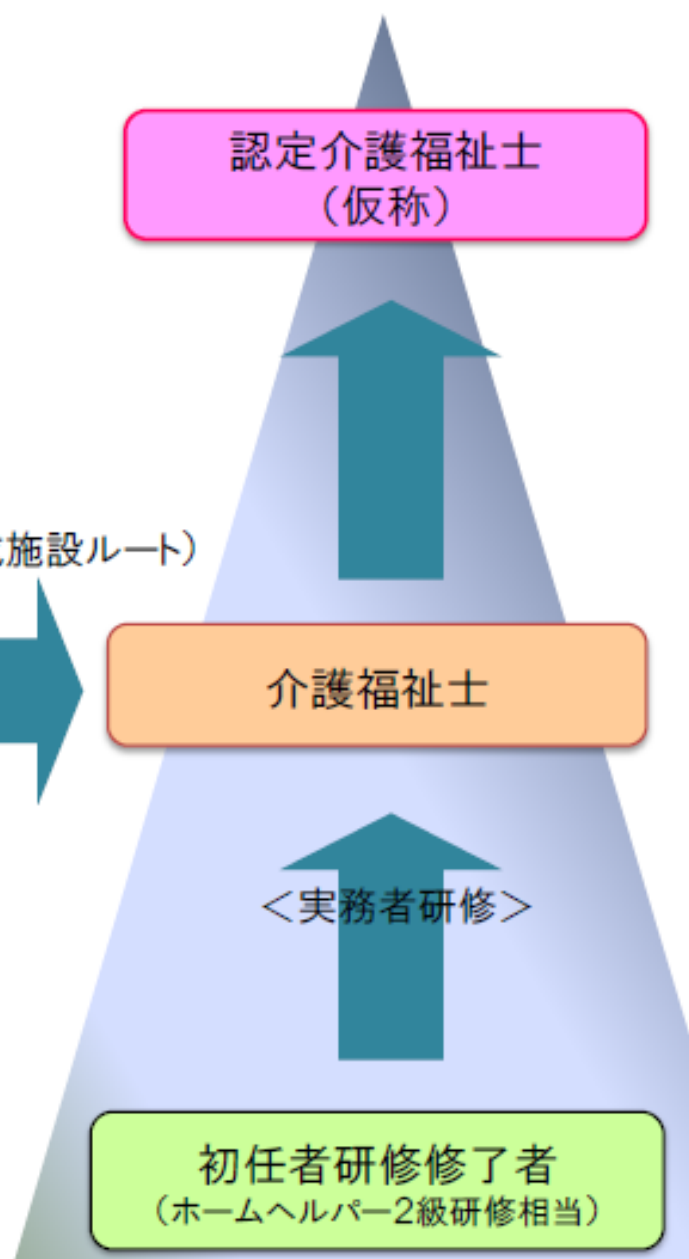 認定介護福祉士
（仮称）
施設ルート）
介護福祉士
＜実務者研修＞
初任者研修修了者
（ホームヘルパー2級研修相当）